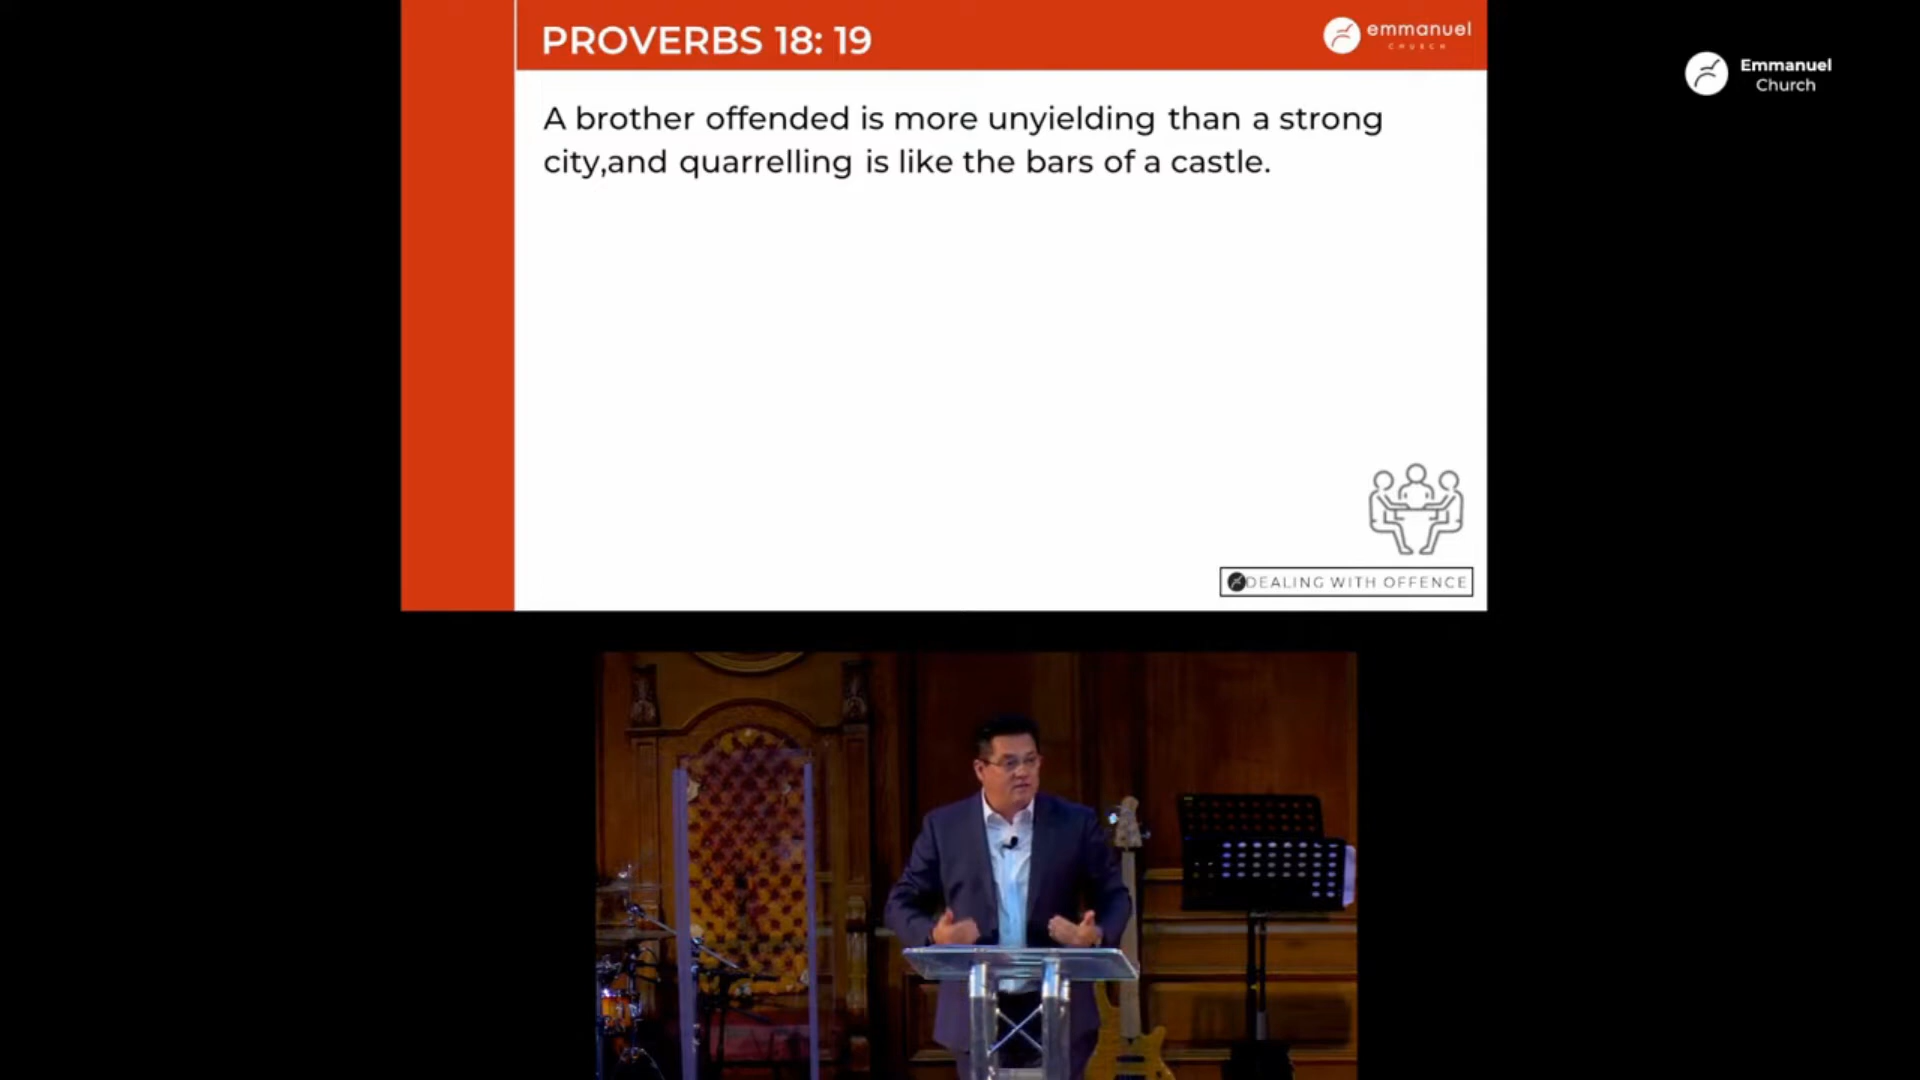 PROVERBS 18: 19
emmanuel
CHURCH
Emmanuel
Church
A brother offended is more unyielding than a strong
city,and quarrelling is like the bars of a castle.
DEALING WITH OFFENCE